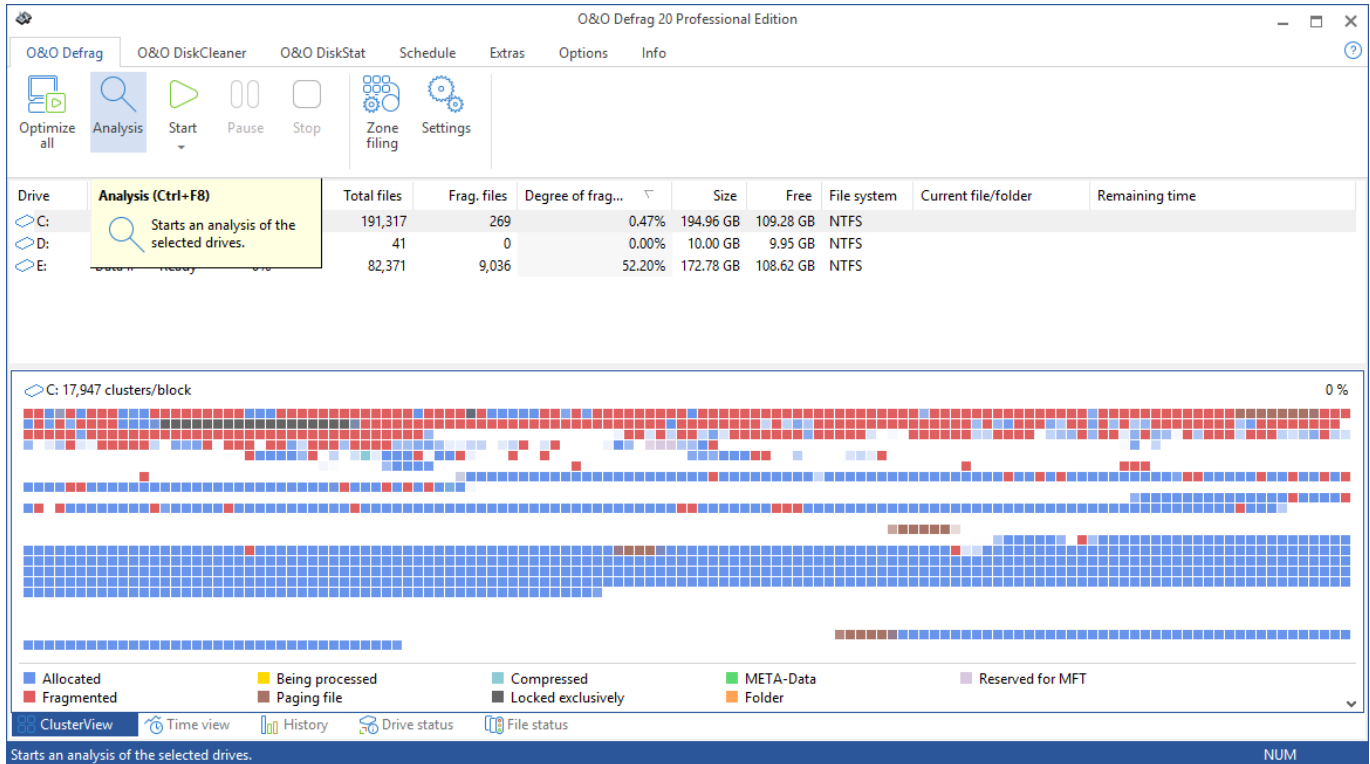 O&O Defrag 20 Professional Edition
O&O Defrag O&O DiskCleaner O&O DiskStat Schedule Extras Options Info
Optimize all Analysis Start Pause Stop Zone filing Settings
Drive Total files Frag. files Degree of frag... Size Free File system Current file/folder Remaining time
Analysis (Ctrl+F8)
Starts an analysis of the
selected drives.
C: 191,317 269 0.47% 194.96 GB 109.28 GB NTFS
D: 41 0 0.00% 10.00 GB 9.95 GB NTFS
E: 82,371 9,036 52.20% 172.78 GB 108.62 GB NTFS
C: 17,947 clusters/block 0 %
Allocated Being processed Compressed META-Data Reserved for MFT
Fragmented Paging file Locked exclusively Folder
ClusterView Time view History Drive status File status
Starts an analysis of the selected drives. NUM